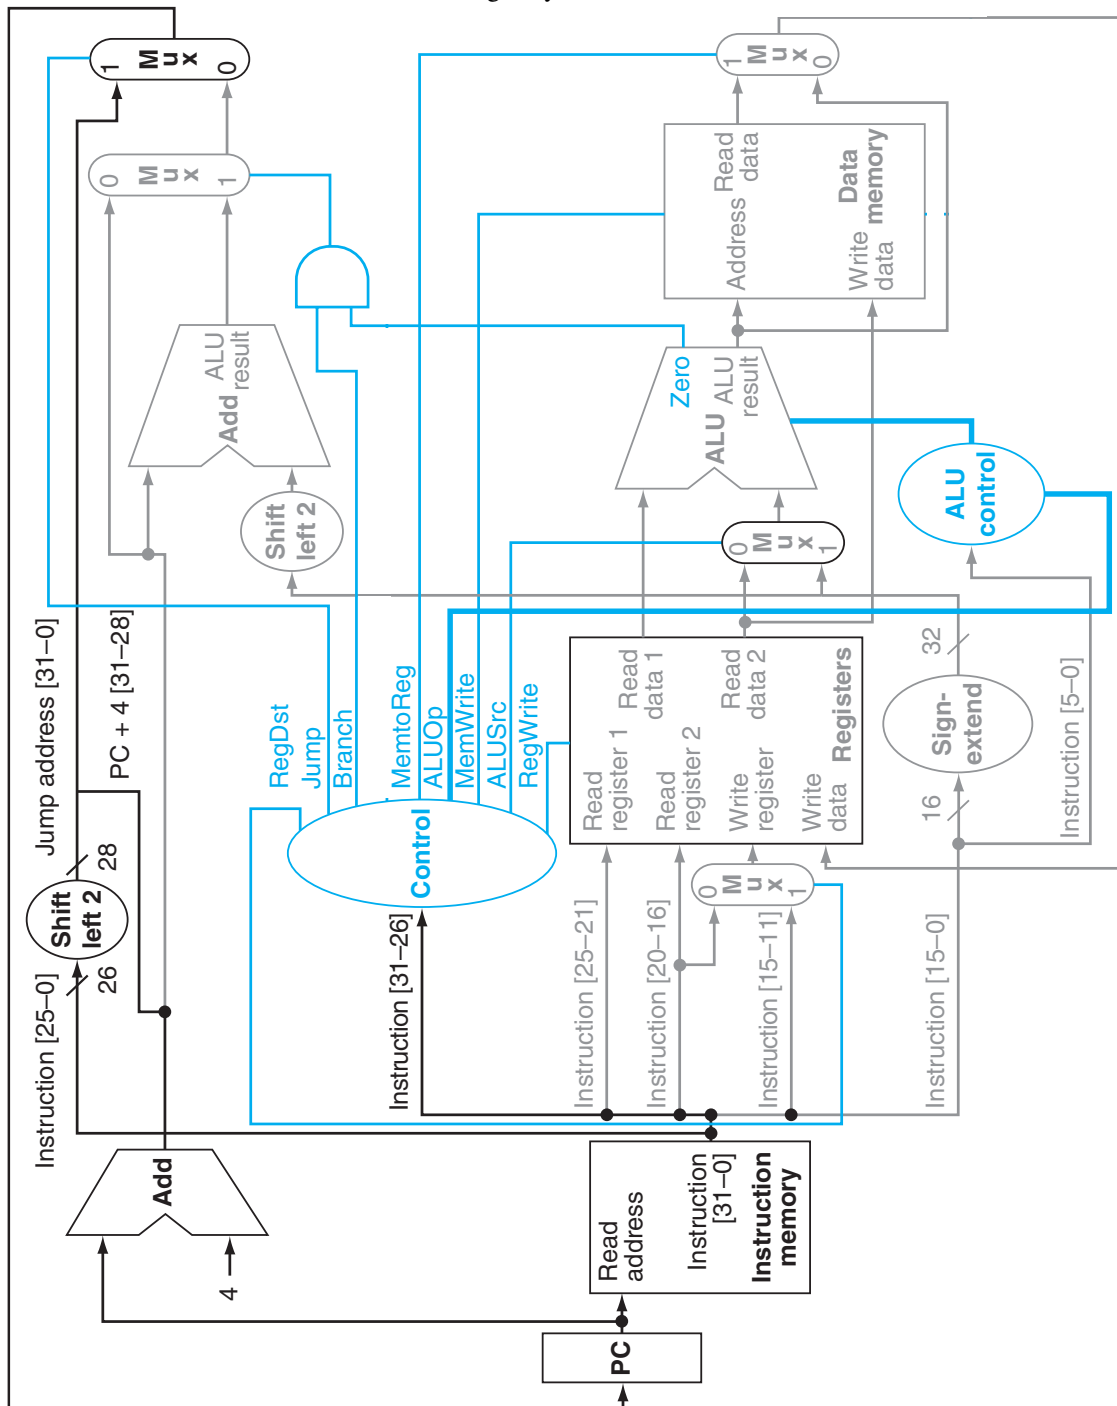 Jump address [31–0]
Instruction [25–0]
26
Shift
left 2
28
PC + 4 [31–28]
Add
4
Add
ALU
result
Shift
left 2
0
M
u
x
1
1
M
u
x
0
RegDst
Jump
Branch
MemtoReg
ALUOp
MemWrite
ALUSrc
RegWrite
Control
Instruction [31–26]
Instruction [25–21]
Instruction [20–16]
Instruction [15–11]
Instruction [15–0]
Instruction [5–0]
PC
Read
address
Instruction
[31–0]
Instruction
memory
0
M
u
x
1
Read
register 1
Read
register 2
Write
register
Write
data
Read
data 1
Read
data 2
Registers
16
Sign-
extend
32
0
M
u
x
1
Zero
ALU
ALU
result
ALU
control
Address
Read
data
Write
data
Data
memory
1
M
u
x
0